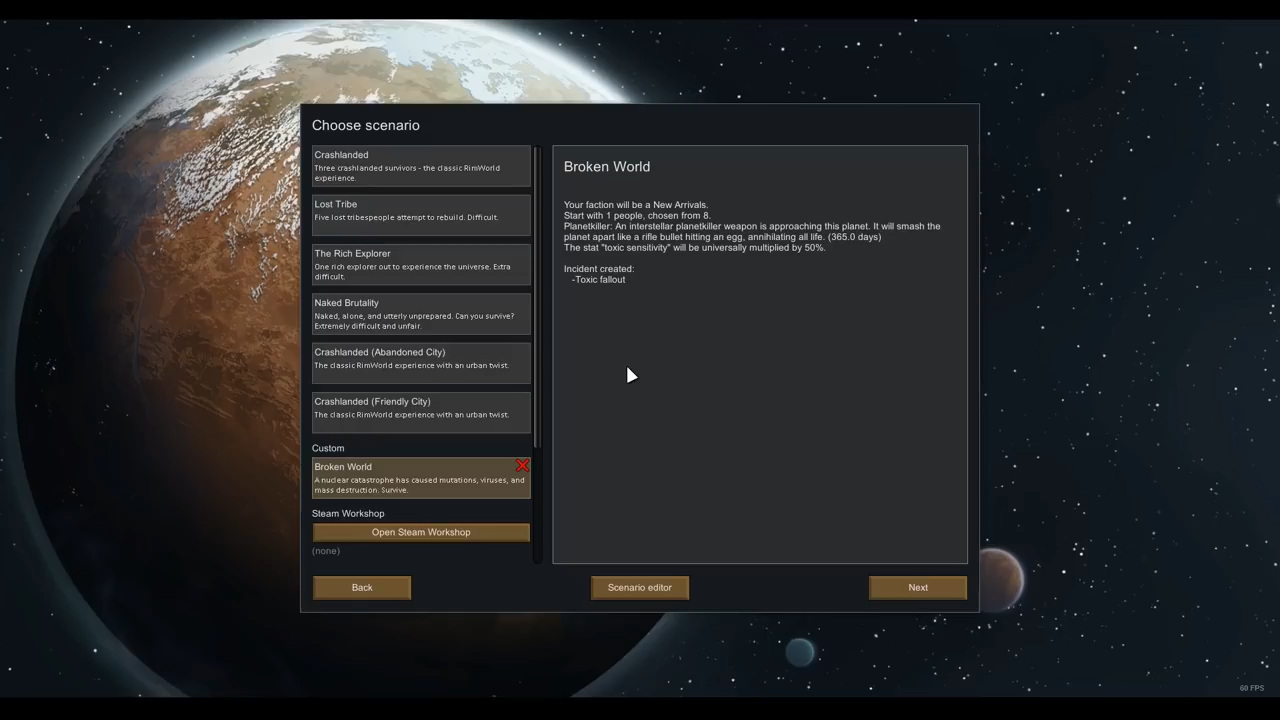 Choose scenario
Crashlanded
Three crashlanded survivors - the classic RimWorld
experience.
Lost Tribe
Five lost tribespeople attempt to rebuild. Difficult.
The Rich Explorer
One rich explorer out to experience the universe. Extra
difficult.
Naked Brutality
Naked, alone, and utterly unprepared. Can you survive?
Extremely difficult and unfair.
Crashlanded (Abandoned City)
The classic RimWorld experience with an urban twist.
Crashlanded (Friendly City)
The classic RimWorld experience with an urban twist.
Custom
Broken World
A nuclear catastrophe has caused mutations, viruses, and
mass destruction. Survive.
Steam Workshop
Open Steam Workshop
(none)
Broken World
Your faction will be a New Arrivals.
Start with 1 people, chosen from 8.
Planetkiller: An interstellar planetkiller weapon is approaching this planet. It will smash the
planet apart like a rifle bullet hitting an egg, annihilating all life. (365.0 days)
The stat "toxic sensitivity" will be universally multiplied by 50%.
Incident created:
-Toxic fallout
Back
Scenario editor
Next
60 FPS